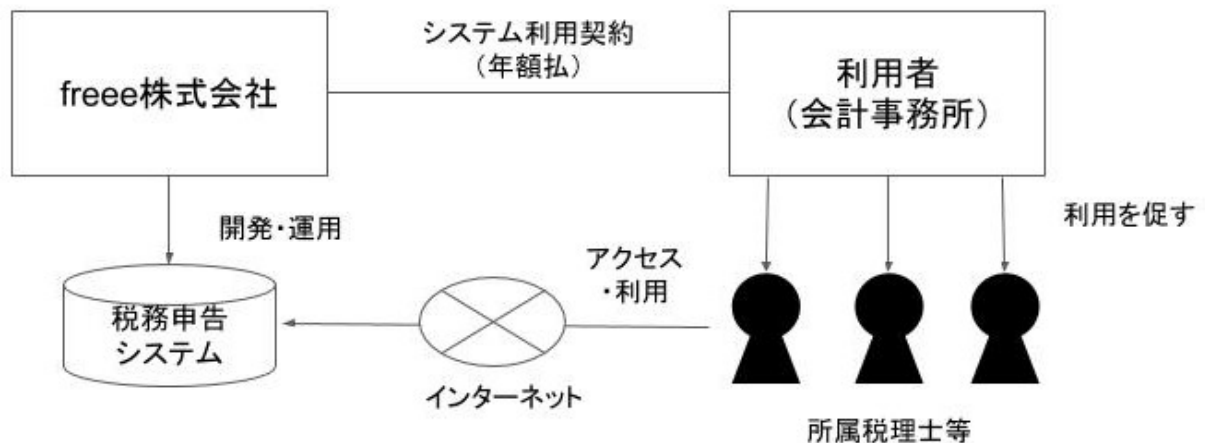 システム利用契約
（年額払）
freee株式会社
利用者
（会計事務所）
開発・運用
利用を促す
アクセス
・利用
税務申告
システム
インターネット
所属税理士等